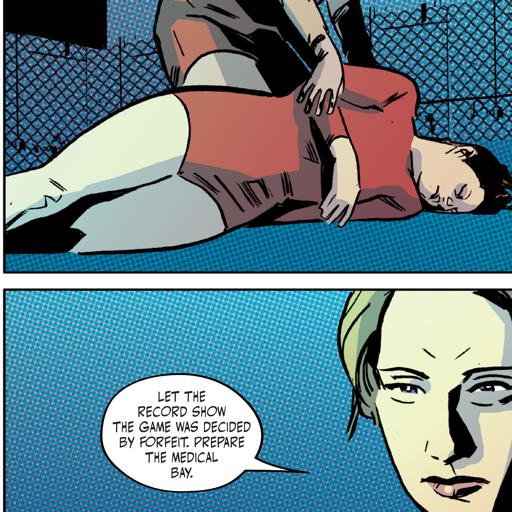 LET THE
RECORD SHOW
THE GAME WAS DECIDED
BY FORFEIT. PREPARE
THE MEDICAL
BAY.